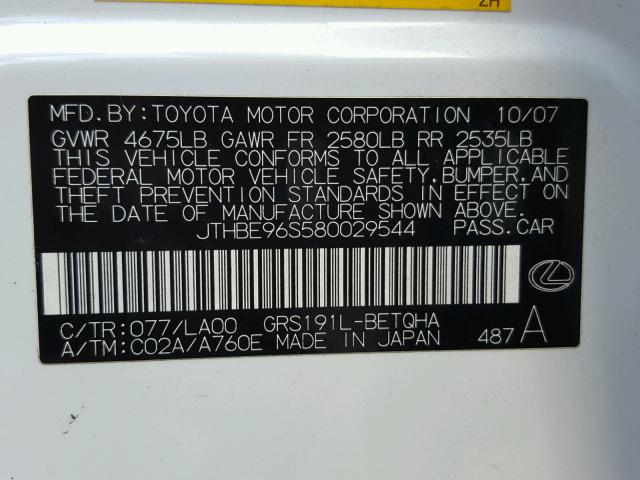 2H
MFD.BY:TOYOTA MOTOR CORPORATION 10/07
GVWR 4675LB GAWR FR 2580LB RR 2535LB
THIS VEHICLE CONFORMS TO ALL APPLICABLE
FEDERAL MOTOR VEHICLE SAFETY,BUMPER,AND
THEFT PREVENTION STANDARDS IN EFFECT ON
THE DATE OF MANUFACTURE SHOWN ABOVE.
JTHBE96S580029544 PASS.CAR
C/TR:077/LA00 GRS191L-BETQHA
A/TM:C02A/A760E MADE IN JAPAN 487 A